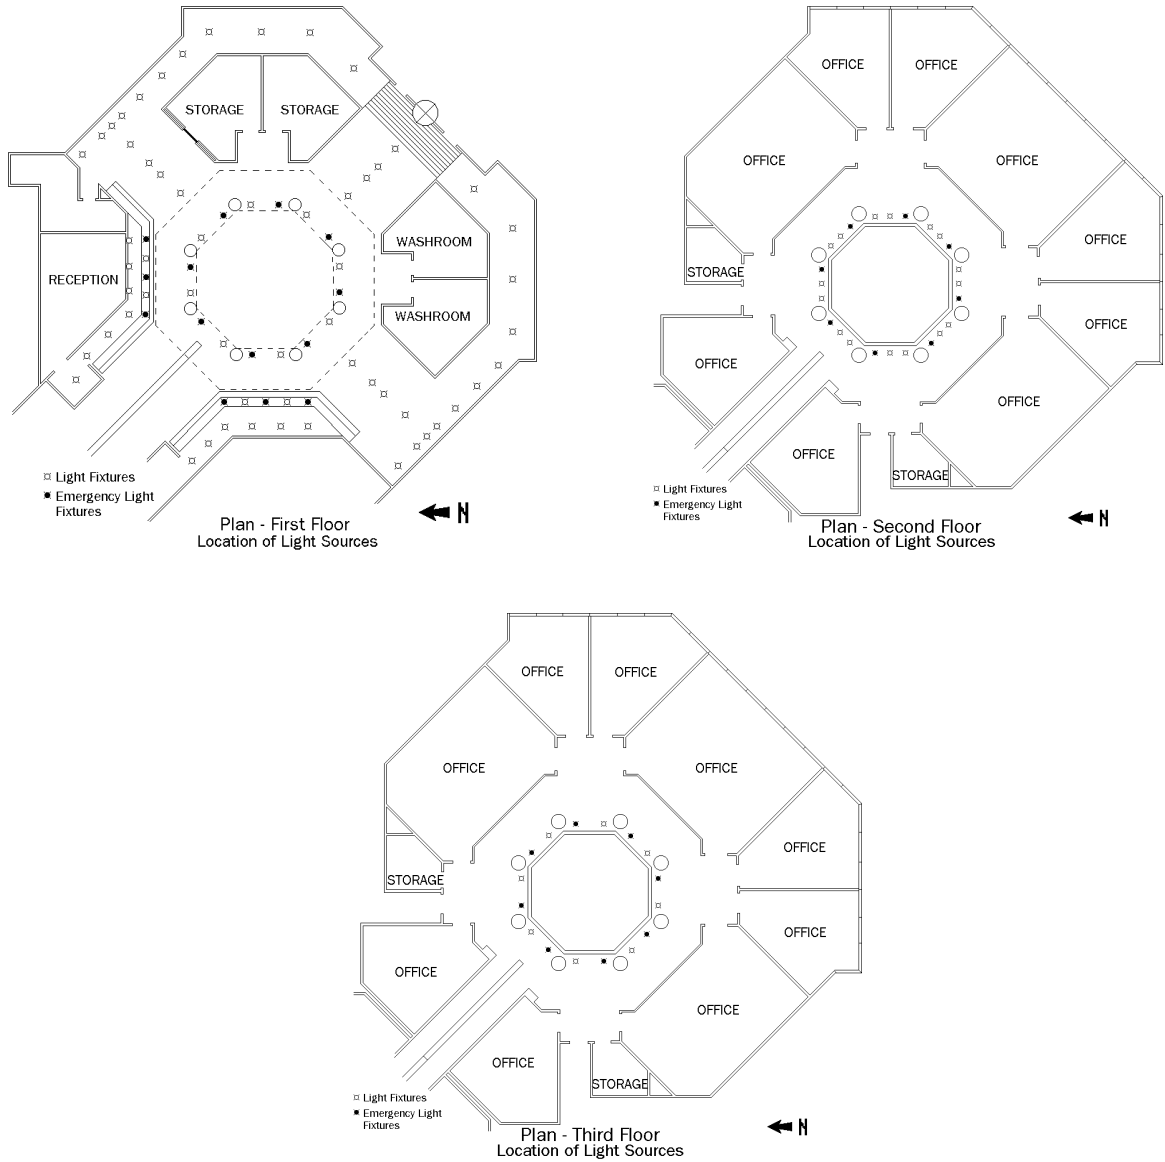 STORAGE STORAGE
WASHROOM
RECEPTION
WASHROOM
Light Fixtures
Emergency Light
Fixtures
Plan - First Floor
Location of Light Sources
N
OFFICE OFFICE
OFFICE OFFICE
OFFICE
STORAGE
OFFICE
OFFICE
OFFICE
OFFICE
STORAGE
Light Fixtures
Emergency Light
Fixtures
Plan - Second Floor
Location of Light Sources
N
OFFICE OFFICE
OFFICE OFFICE
OFFICE
STORAGE
OFFICE
OFFICE
OFFICE
OFFICE
STORAGE
Light Fixtures
Emergency Light
Fixtures
Plan - Third Floor
Location of Light Sources
N